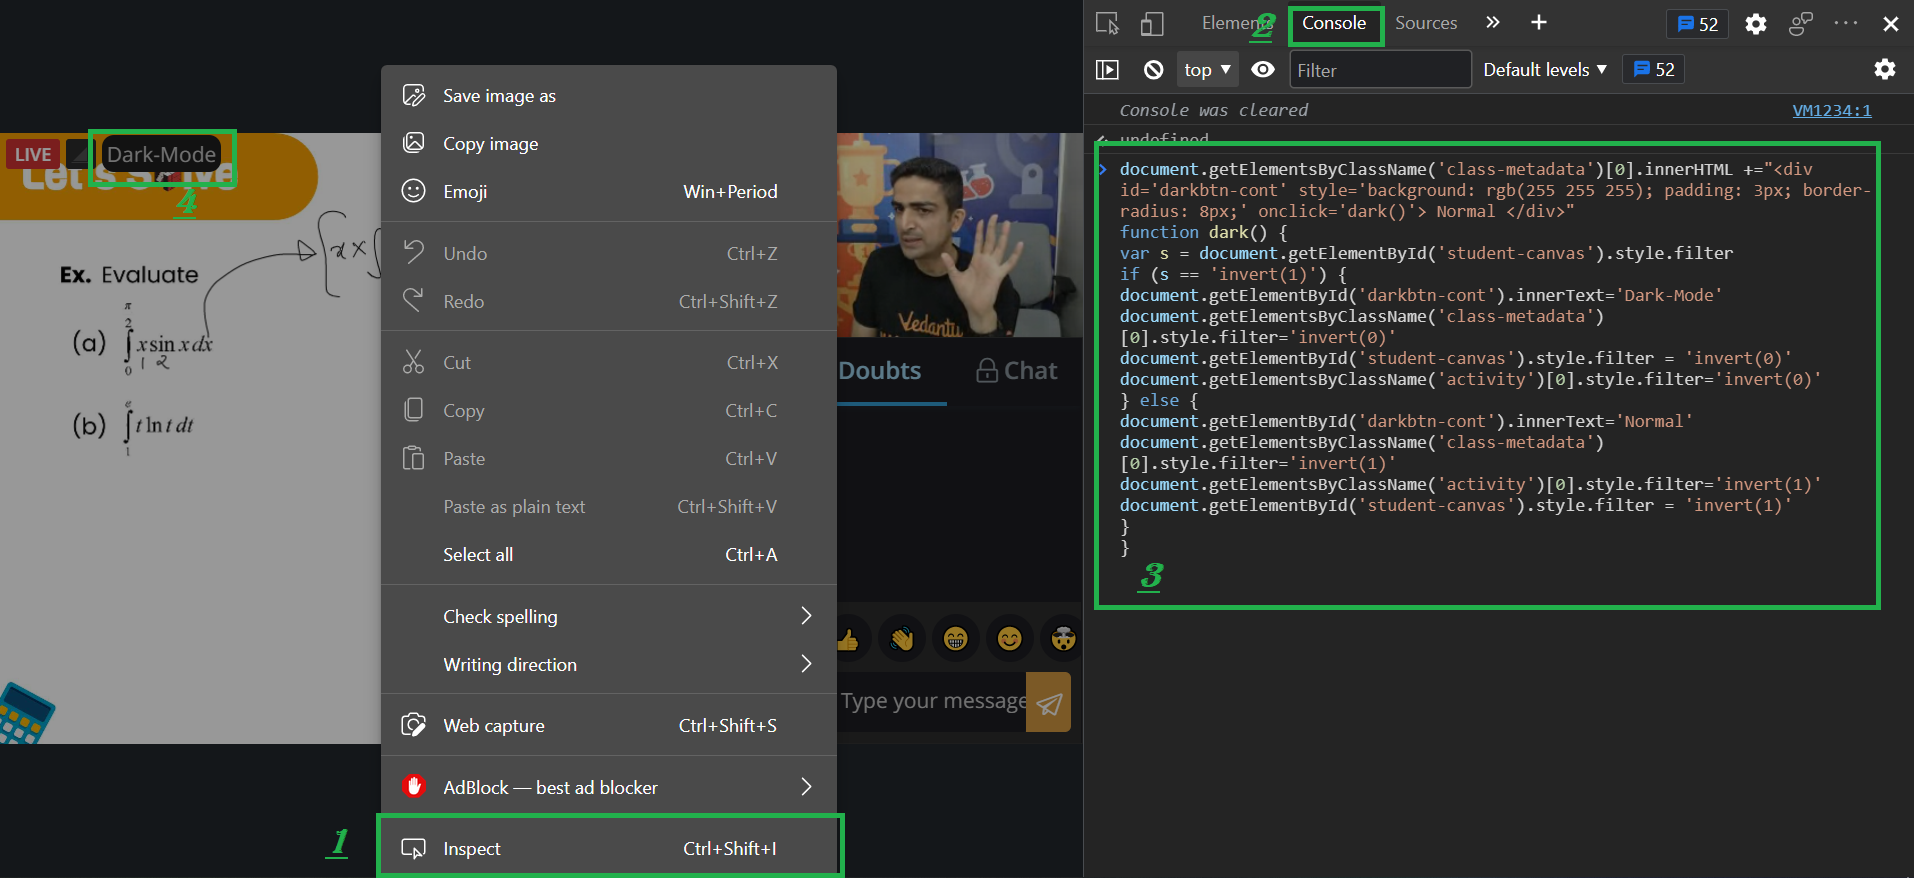 LIVE
Dark-Mode
Let's Solve
4
Ex. Evaluate
(a) ∫₀^(π/2) x sin x dx
1 2
(b) ∫₁^e t ln t dt
Save image as
Copy image
Emoji Win+Period
Undo Ctrl+Z
Redo Ctrl+Shift+Z
Cut Ctrl+X
Copy Ctrl+C
Paste Ctrl+V
Paste as plain text Ctrl+Shift+V
Select all Ctrl+A
Check spelling
Writing direction
Web capture Ctrl+Shift+S
AdBlock — best ad blocker
1
Inspect Ctrl+Shift+I
Vedantu
Doubts Chat
Type your message
Elements 2 Console Sources 52
top Filter Default levels 52
Console was cleared VM1234:1
undefined
document.getElementsByClassName('class-metadata')[0].innerHTML +="<div
id='darkbtn-cont' style='background: rgb(255 255 255); padding: 3px; border-
radius: 8px;' onclick='dark()'> Normal </div>"
function dark() {
var s = document.getElementById('student-canvas').style.filter
if (s == 'invert(1)') {
document.getElementById('darkbtn-cont').innerText='Dark-Mode'
document.getElementsByClassName('class-metadata')
[0].style.filter='invert(0)'
document.getElementById('student-canvas').style.filter = 'invert(0)'
document.getElementsByClassName('activity')[0].style.filter='invert(0)'
} else {
document.getElementById('darkbtn-cont').innerText='Normal'
document.getElementsByClassName('class-metadata')
[0].style.filter='invert(1)'
document.getElementsByClassName('activity')[0].style.filter='invert(1)'
document.getElementById('student-canvas').style.filter = 'invert(1)'
}
}
3